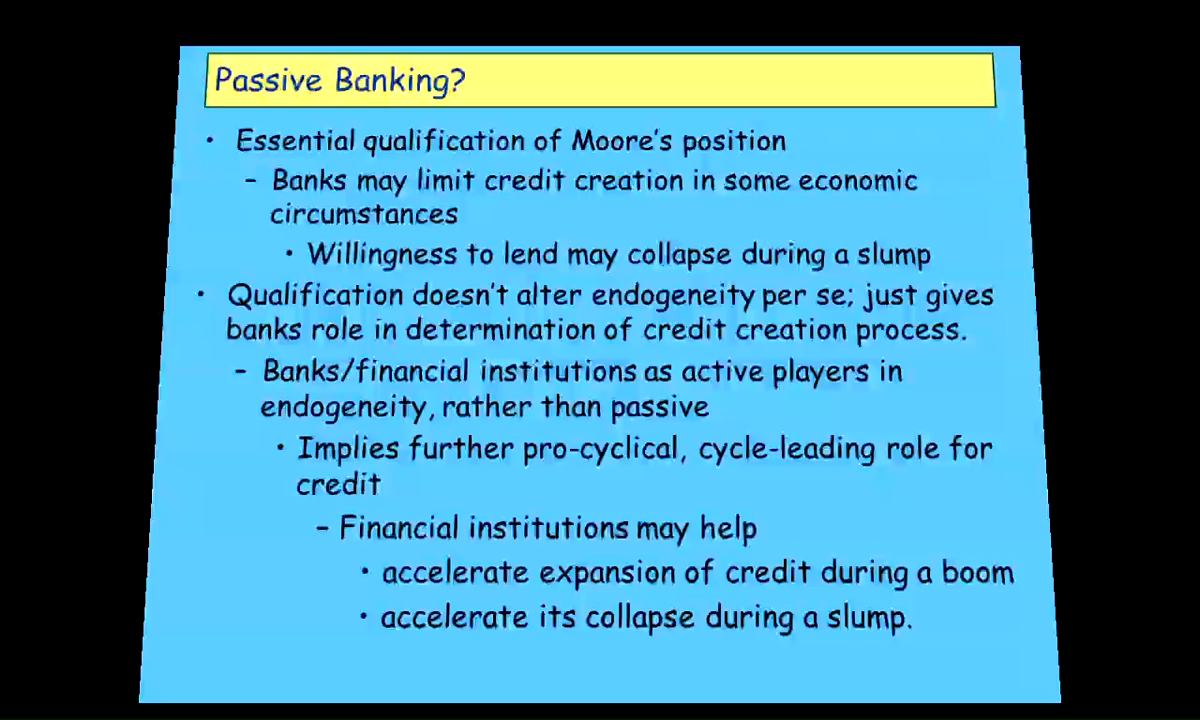 Passive Banking?
• Essential qualification of Moore's position
– Banks may limit credit creation in some economic
circumstances
• Willingness to lend may collapse during a slump
• Qualification doesn't alter endogeneity per se; just gives
banks role in determination of credit creation process.
– Banks/financial institutions as active players in
endogeneity, rather than passive
• Implies further pro-cyclical, cycle-leading role for
credit
– Financial institutions may help
• accelerate expansion of credit during a boom
• accelerate its collapse during a slump.